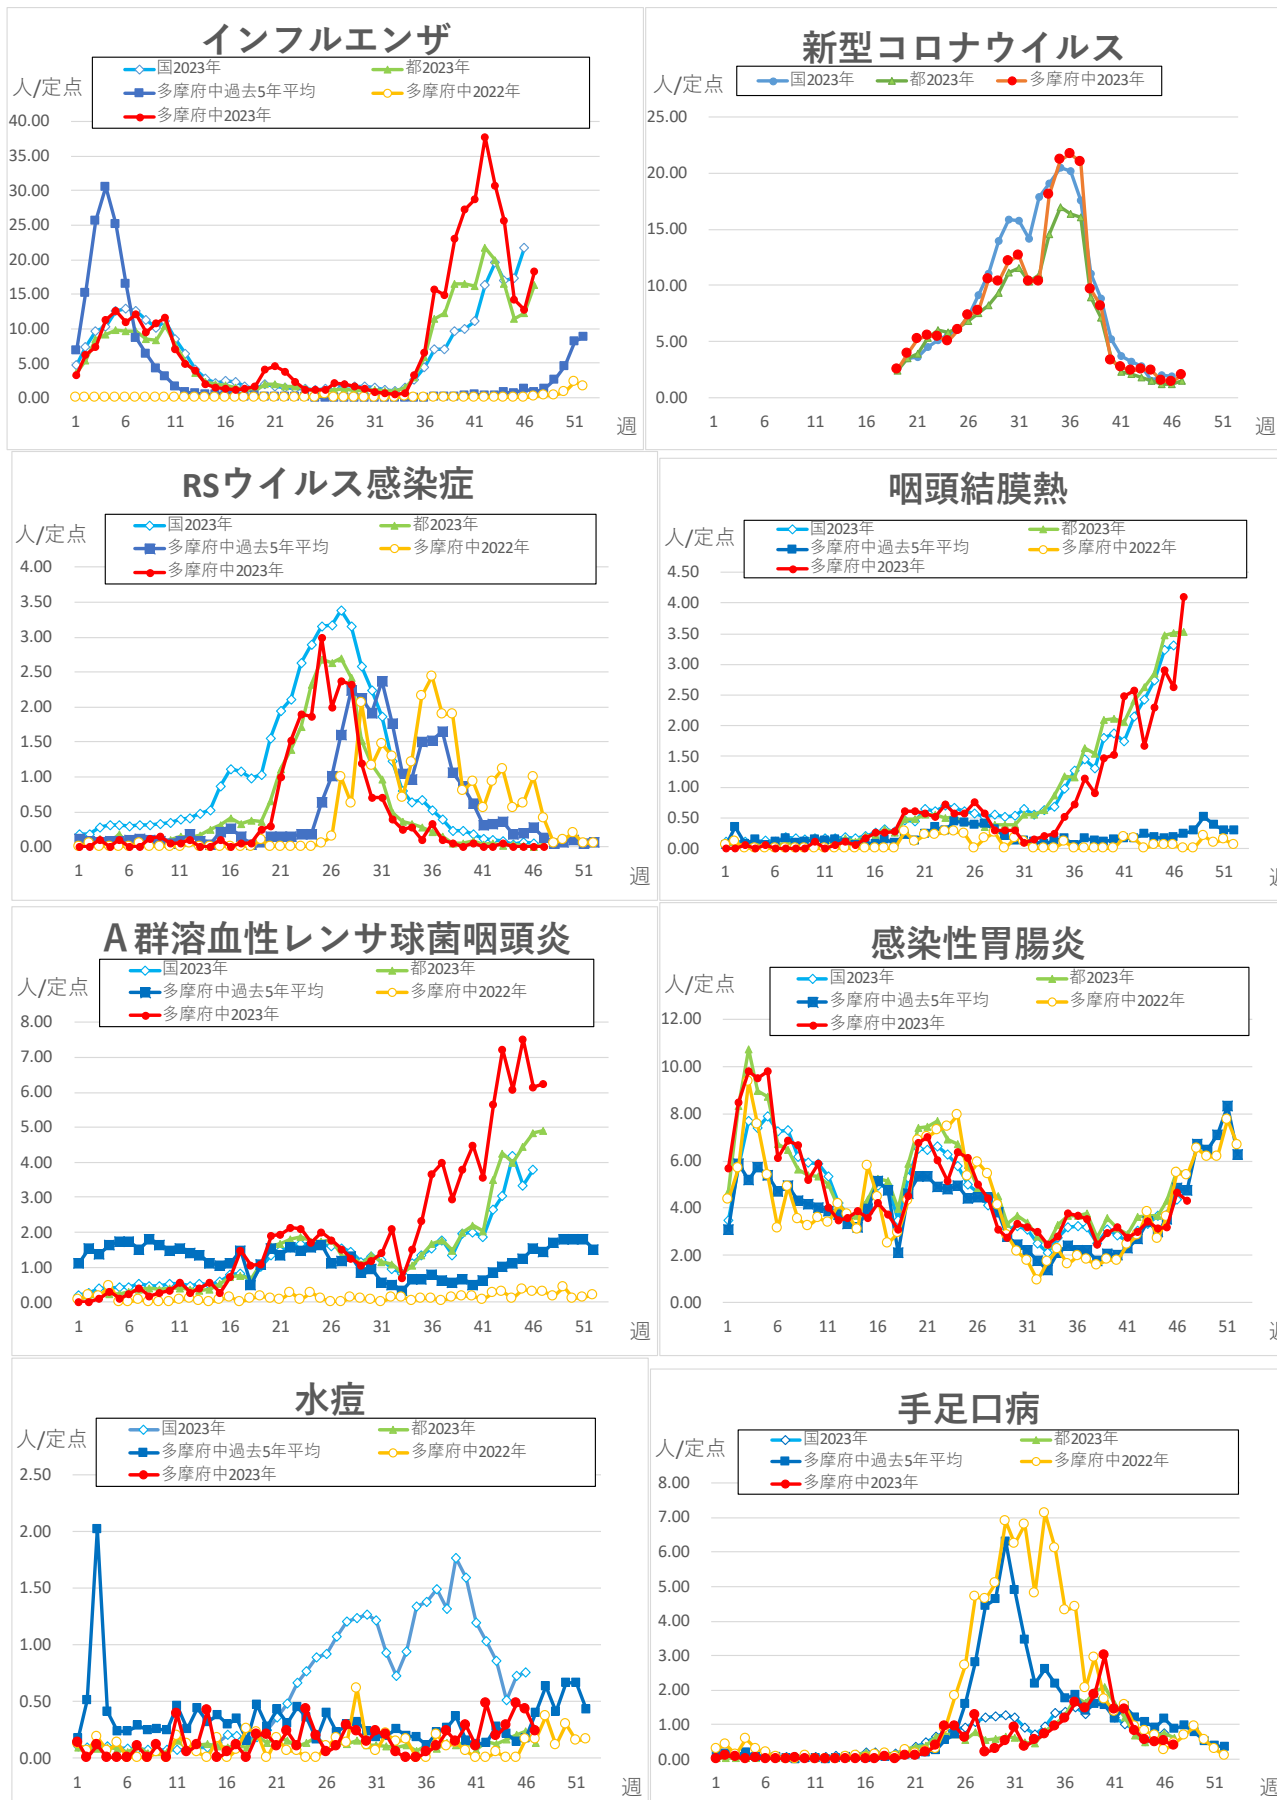 インフルエンザ
人/定点
国2023年 都2023年
多摩府中過去5年平均 多摩府中2022年
多摩府中2023年
40.00
35.00
30.00
25.00
20.00
15.00
10.00
5.00
0.00
1 6 11 16 21 26 31 36 41 46 51
週
新型コロナウイルス
人/定点
国2023年 都2023年 多摩府中2023年
25.00
20.00
15.00
10.00
5.00
0.00
1 6 11 16 21 26 31 36 41 46 51
週
RSウイルス感染症
人/定点
国2023年 都2023年
多摩府中過去5年平均 多摩府中2022年
多摩府中2023年
4.00
3.50
3.00
2.50
2.00
1.50
1.00
0.50
0.00
1 6 11 16 21 26 31 36 41 46 51
週
咽頭結膜熱
人/定点
国2023年 都2023年
多摩府中過去5年平均 多摩府中2022年
多摩府中2023年
4.50
4.00
3.50
3.00
2.50
2.00
1.50
1.00
0.50
0.00
1 6 11 16 21 26 31 36 41 46 51
週
A群溶血性レンサ球菌咽頭炎
人/定点
国2023年 都2023年
多摩府中過去5年平均 多摩府中2022年
多摩府中2023年
8.00
7.00
6.00
5.00
4.00
3.00
2.00
1.00
0.00
1 6 11 16 21 26 31 36 41 46 51
週
感染性胃腸炎
人/定点
国2023年 都2023年
多摩府中過去5年平均 多摩府中2022年
多摩府中2023年
12.00
10.00
8.00
6.00
4.00
2.00
0.00
1 6 11 16 21 26 31 36 41 46 51
週
水痘
人/定点
国2023年 都2023年
多摩府中過去5年平均 多摩府中2022年
多摩府中2023年
2.50
2.00
1.50
1.00
0.50
0.00
1 6 11 16 21 26 31 36 41 46 51
週
手足口病
人/定点
国2023年 都2023年
多摩府中過去5年平均 多摩府中2022年
多摩府中2023年
8.00
7.00
6.00
5.00
4.00
3.00
2.00
1.00
0.00
1 6 11 16 21 26 31 36 41 46 51
週